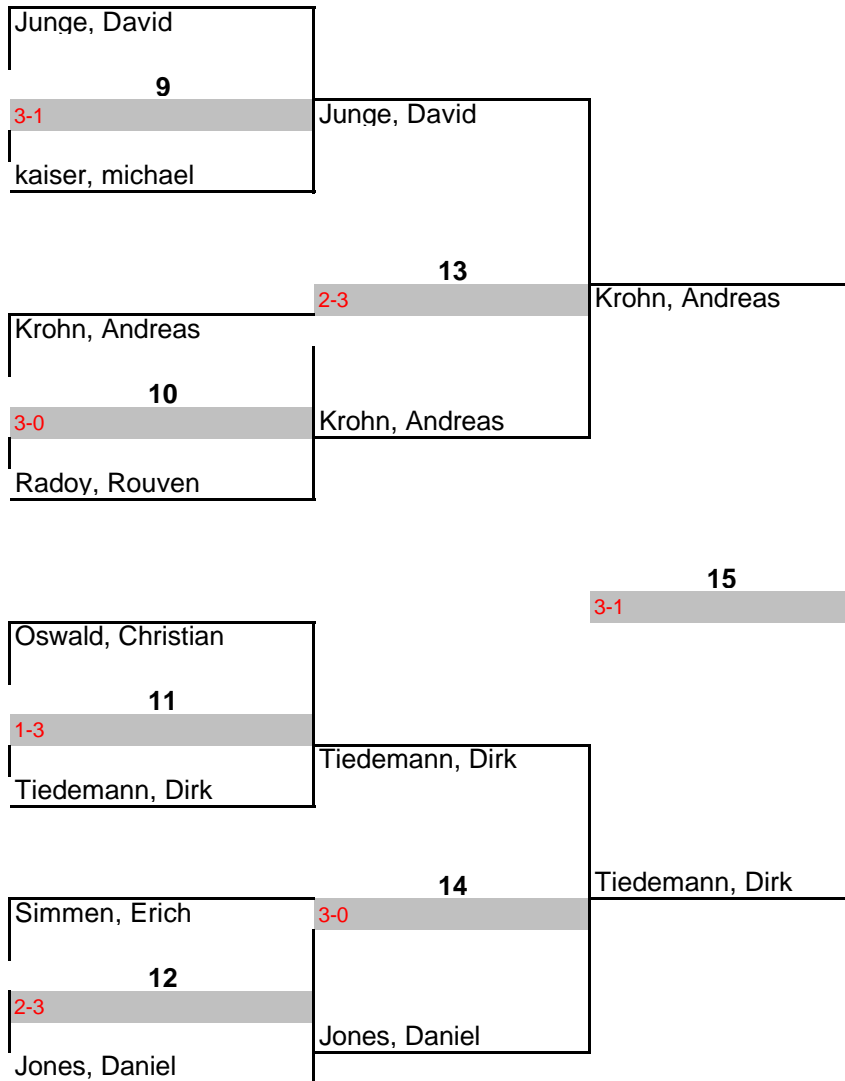 Junge, David
9
3-1
Junge, David
kaiser, michael
13
2-3
Krohn, Andreas
Krohn, Andreas
10
3-0
Krohn, Andreas
Radoy, Rouven
15
3-1
Oswald, Christian
11
1-3
Tiedemann, Dirk
Tiedemann, Dirk
14
Tiedemann, Dirk
Simmen, Erich
3-0
12
2-3
Jones, Daniel
Jones, Daniel